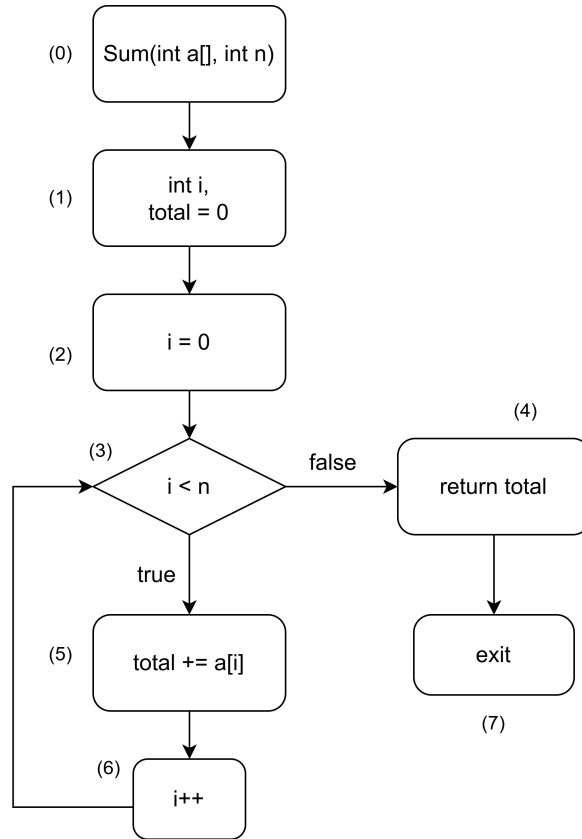 (0)
Sum(int a[], int n)
(1)
int i,
total = 0
(2)
i = 0
(3)
i < n
false
(4)
return total
true
(5)
total += a[i]
exit
(7)
(6)
i++